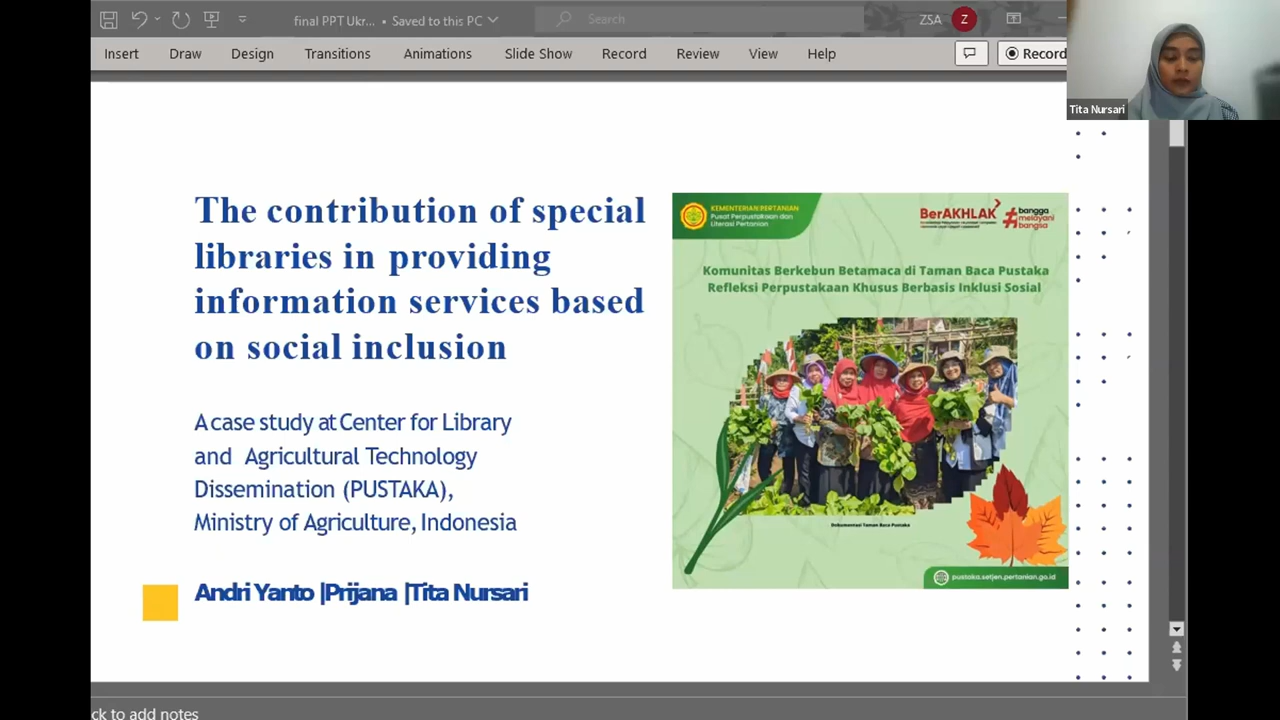 final PPT Ukr... • Saved to this PC
Search
ZSA
Z
Insert Draw Design Transitions Animations Slide Show Record Review View Help
Record
Tita Nursari
The contribution of special
libraries in providing
information services based
on social inclusion
A case study at Center for Library
and Agricultural Technology
Dissemination (PUSTAKA),
Ministry of Agriculture, Indonesia
Andri Yanto |Prijana |Tita Nursari
KEMENTERIAN PERTANIAN
Pusat Perpustakaan dan
Literasi Pertanian
BerAKHLAK
#bangga
melayani
bangsa
Komunitas Berkebun Betamaca di Taman Baca Pustaka
Refleksi Perpustakaan Khusus Berbasis Inklusi Sosial
Dokumentasi Taman Baca Pustaka
pustaka.setjen.pertanian.go.id
ck to add notes